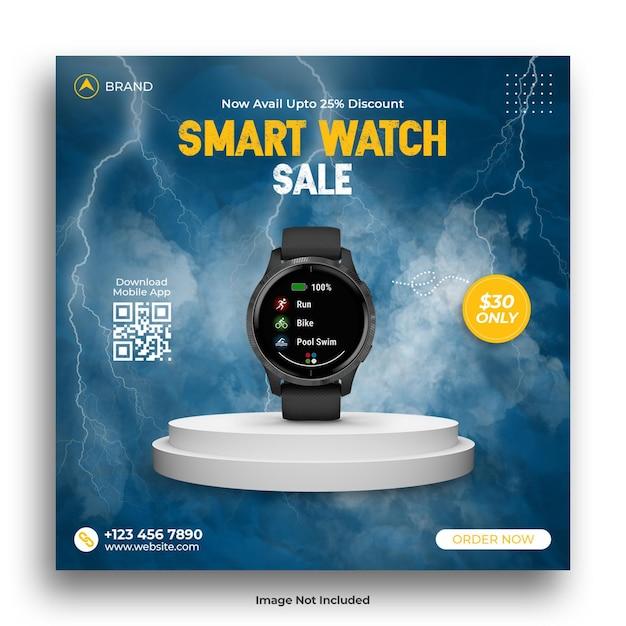 BRAND
Now Avail Upto 25% Discount
SMART WATCH
SALE
Download
Mobile App
100%
Run
Bike
Pool Swim
$30
ONLY
+123 456 7890
www.website.com
ORDER NOW
Image Not Included